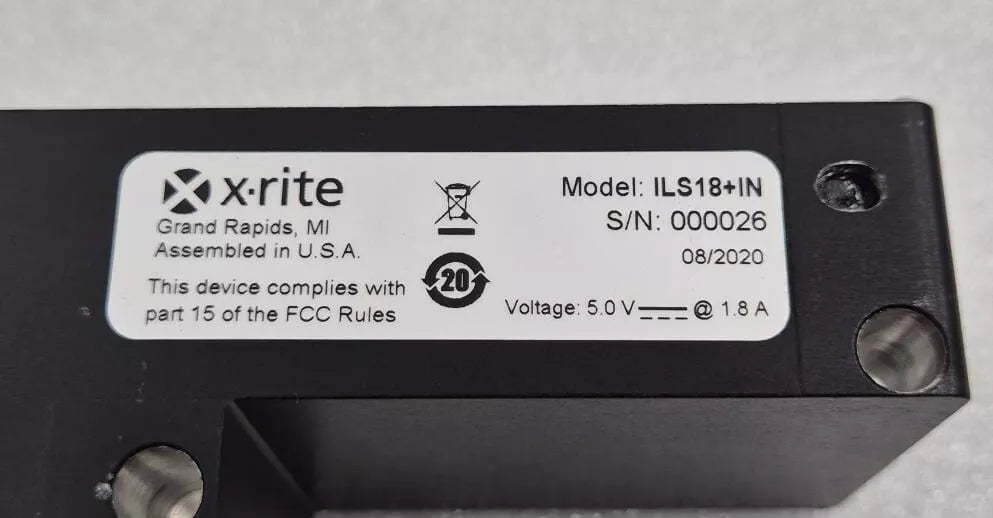 x·rite
Grand Rapids, MI
Assembled in U.S.A.
This device complies with
part 15 of the FCC Rules
20
Model: ILS18+IN
S/N: 000026
08/2020
Voltage: 5.0 V ⎓ @ 1.8 A